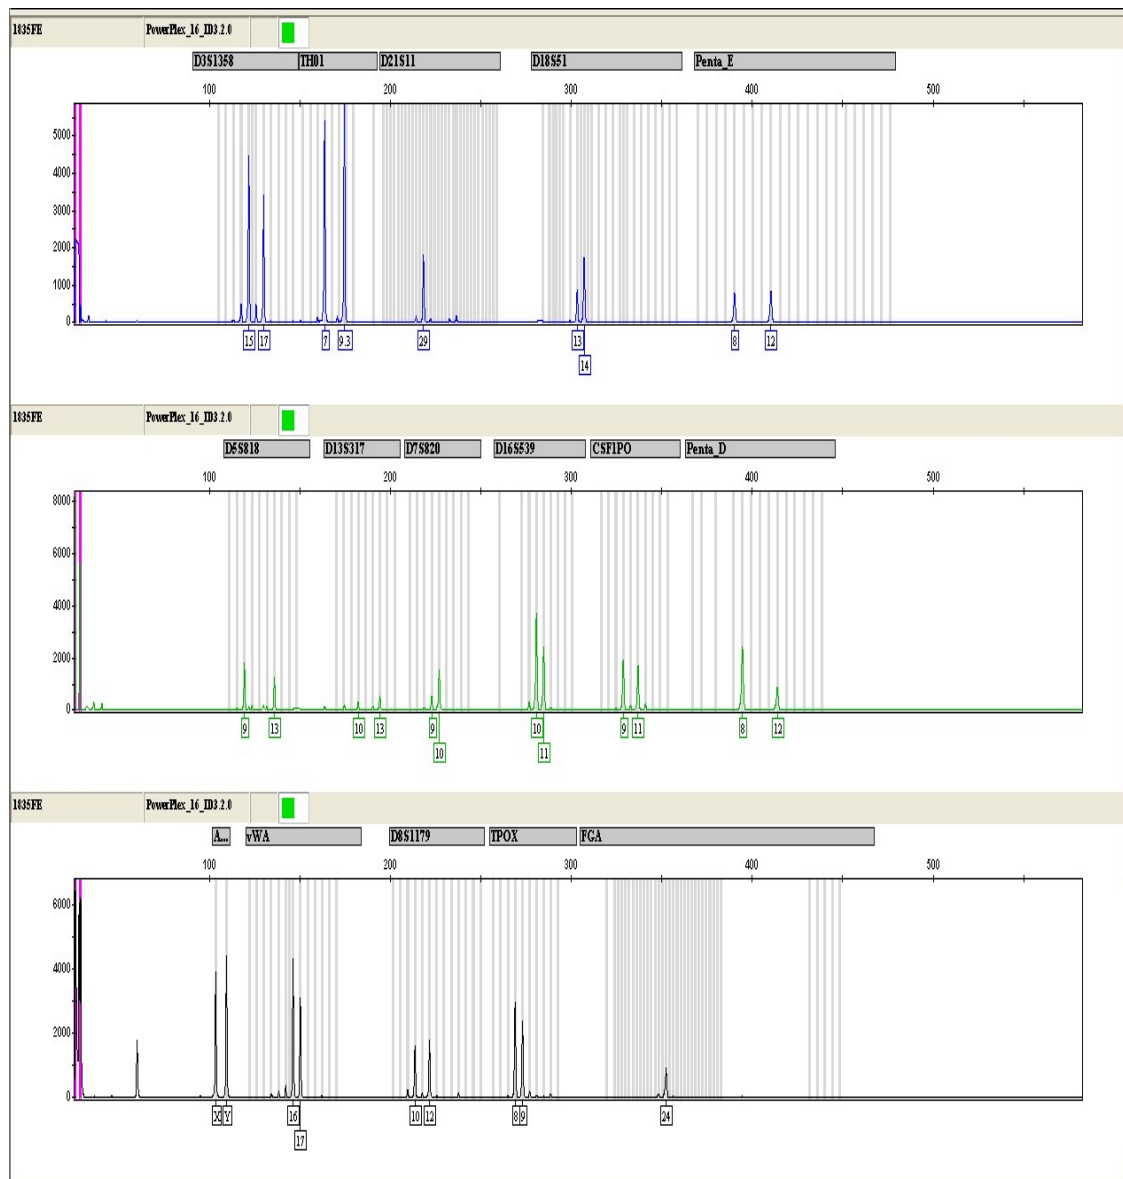 1835FE PowerPlex_16_ID3.2.0
D3S1358 TH01 D21S11 D18S51 Penta_E
100 200 300 400 500
5000
4000
3000
2000
1000
0
15 17 7 9.3 29 13 8 12
14
1835FE PowerPlex_16_ID3.2.0
D5S818 D13S317 D7S820 D16S539 CSF1PO Penta_D
100 200 300 400 500
8000
6000
4000
2000
0
9 13 10 13 9 10 9 11 8 12
10 11
1835FE PowerPlex_16_ID3.2.0
A... vWA D8S1179 TPOX FGA
100 200 300 400 500
6000
4000
2000
0
X Y 16 10 12 8 9 24
17